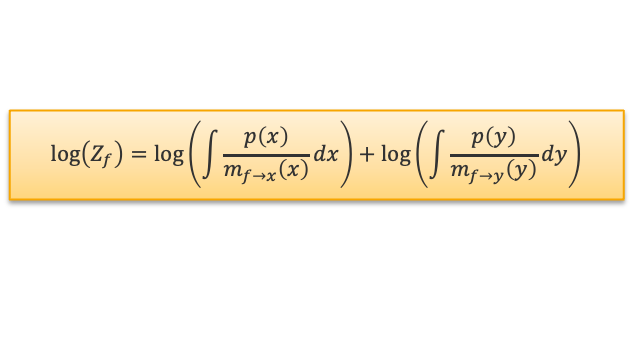 log(Z_f) = log(∫ p(x)/m_{f→x}(x) dx) + log(∫ p(y)/m_{f→y}(y) dy)